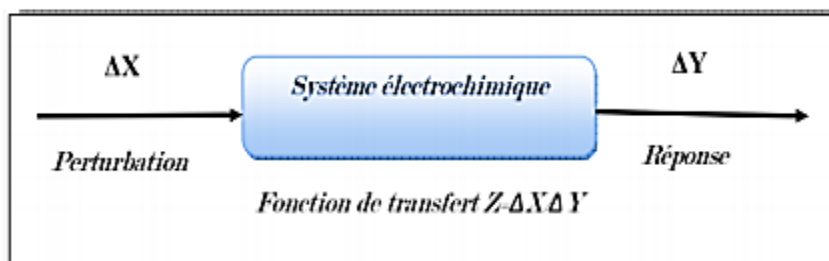 ΔX
Système électrochimique
ΔY
Perturbation
Réponse
Fonction de transfert Z-ΔXΔY